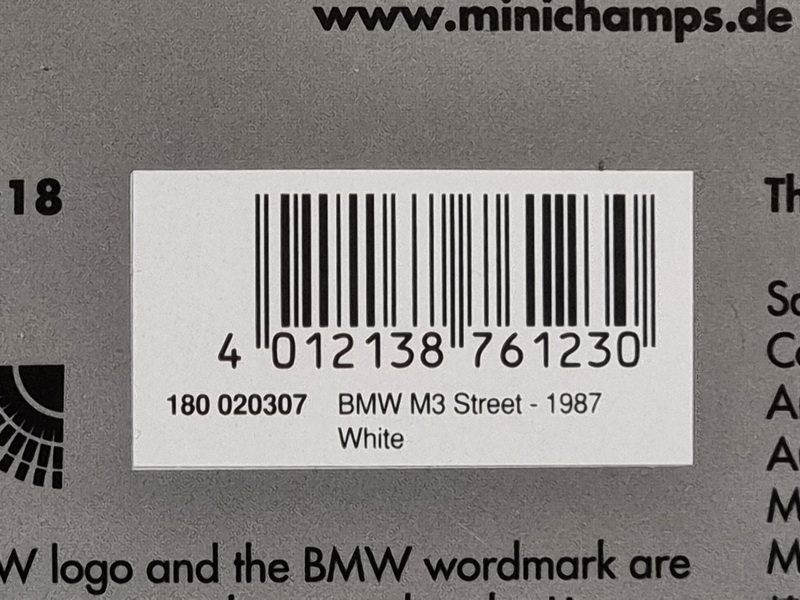 www.minichamps.de
18
4 012138 761230
180 020307 BMW M3 Street - 1987
White
logo and the BMW wordmark are